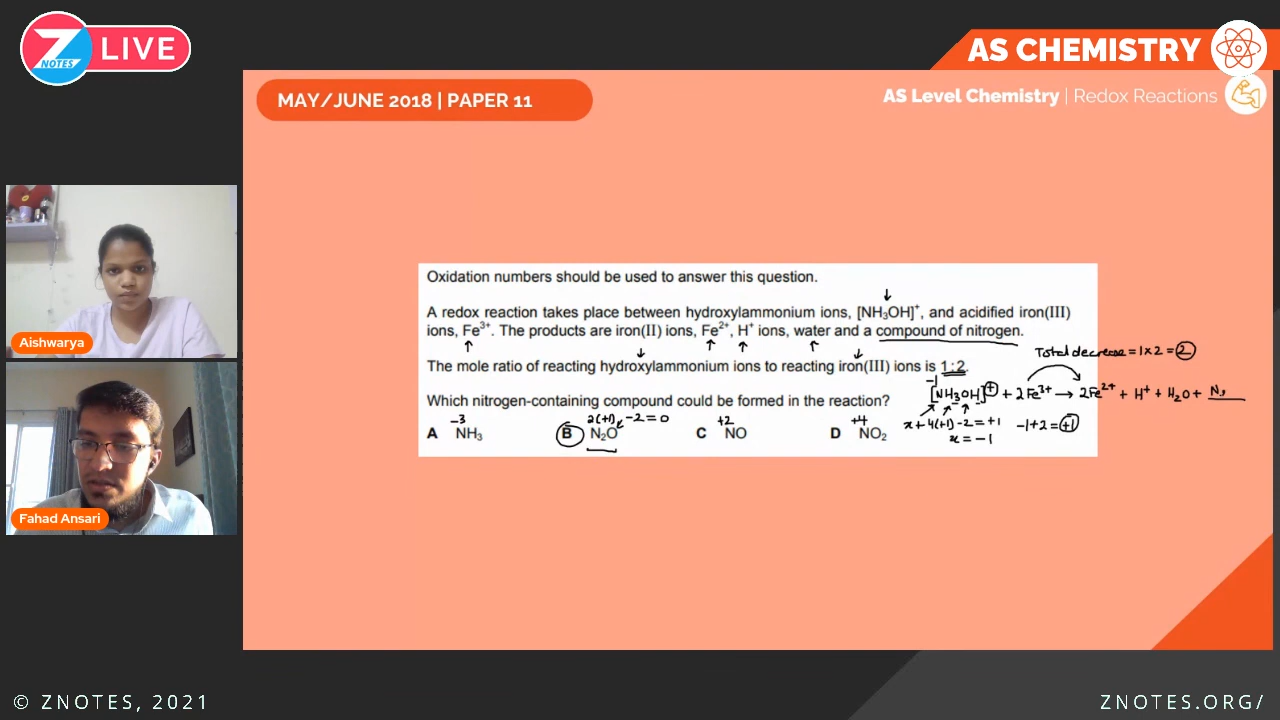 Z NOTES LIVE
AS CHEMISTRY
MAY/JUNE 2018 | PAPER 11
AS Level Chemistry | Redox Reactions
Oxidation numbers should be used to answer this question.
A redox reaction takes place between hydroxylammonium ions, [NH₃OH]⁺, and acidified iron(III)
ions, Fe³⁺. The products are iron(II) ions, Fe²⁺, H⁺ ions, water and a compound of nitrogen.
Total decrease = 1 x 2 = 2
The mole ratio of reacting hydroxylammonium ions to reacting iron(III) ions is 1 : 2.
-1
[NH₃OH]⁺ + 2Fe³⁺ → 2Fe²⁺ + H⁺ + H₂O + N,
Which nitrogen-containing compound could be formed in the reaction?
x + 4(+1) -2 = +1
x = -1
-1+2 = +1
-3
A NH₃
2(+1) -2 = 0
B N₂O
+2
C NO
+4
D NO₂
Aishwarya
Fahad Ansari
© ZNOTES, 2021
ZNOTES.ORG/